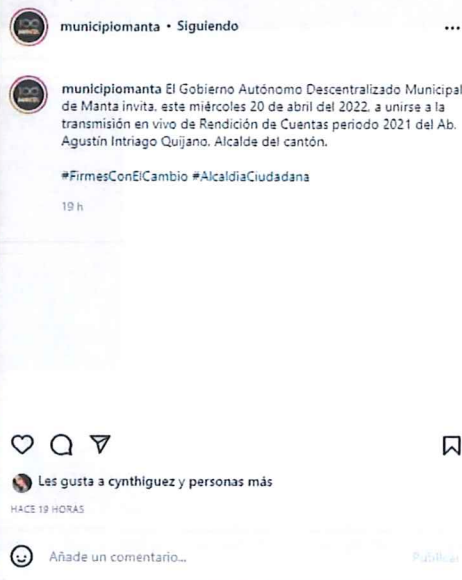 municipiomanta • Siguiendo
municipiomanta El Gobierno Autónomo Descentralizado Municipal
de Manta invita, este miércoles 20 de abril del 2022, a unirse a la
transmisión en vivo de Rendición de Cuentas periodo 2021 del Ab.
Agustín Intriago Quijano, Alcalde del cantón.
#FirmesConElCambio #AlcaldiaCiudadana
19 h
Les gusta a cynthiguez y personas más
HACE 19 HORAS
Añade un comentario...
Publicar